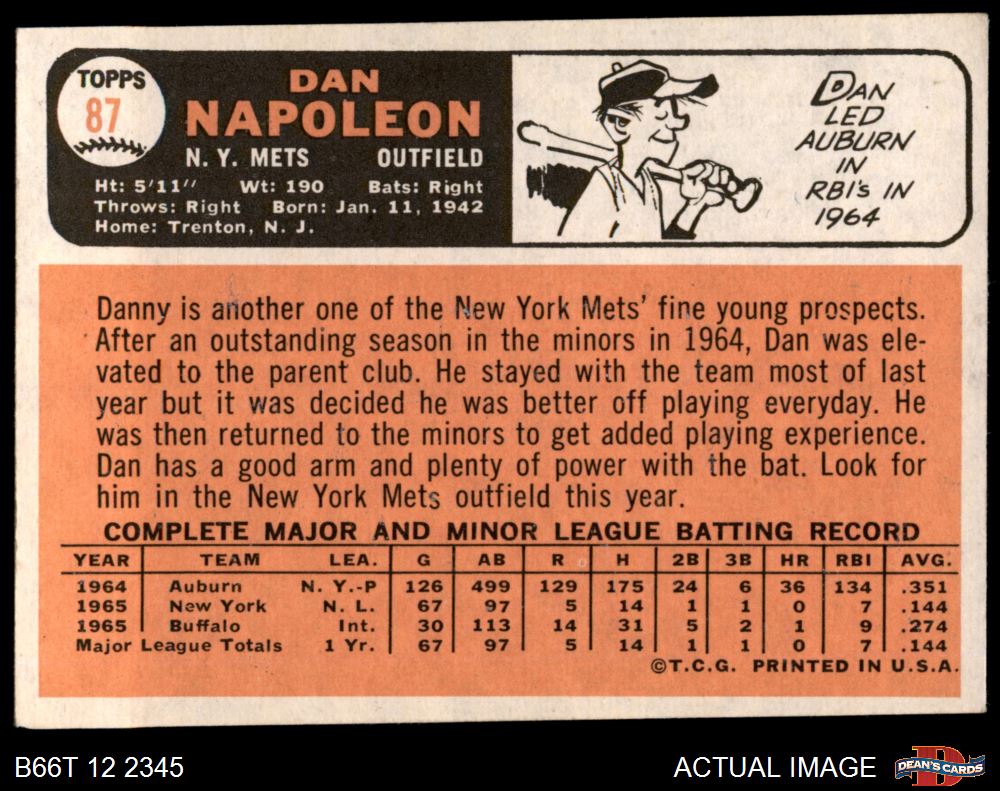 TOPPS
87
DAN
NAPOLEON
N. Y. METS OUTFIELD
Ht: 5'11" Wt: 190 Bats: Right
Throws: Right Born: Jan. 11, 1942
Home: Trenton, N. J.
DAN
LED
AUBURN
IN
RBI's IN
1964
Danny is another one of the New York Mets' fine young prospects.
After an outstanding season in the minors in 1964, Dan was ele-
vated to the parent club. He stayed with the team most of last
year but it was decided he was better off playing everyday. He
was then returned to the minors to get added playing experience.
Dan has a good arm and plenty of power with the bat. Look for
him in the New York Mets outfield this year.
COMPLETE MAJOR AND MINOR LEAGUE BATTING RECORD
YEAR TEAM LEA. G AB R H 2B 3B HR RBI AVG.
1964 Auburn N. Y.-P 126 499 129 175 24 6 36 134 .351
1965 New York N. L. 67 97 5 14 1 1 0 7 .144
1965 Buffalo Int. 30 113 14 31 5 2 1 9 .274
Major League Totals 1 Yr. 67 97 5 14 1 1 0 7 .144
©T.C.G. PRINTED IN U.S.A.
B66T 12 2345
ACTUAL IMAGE
DEAN'S CARDS